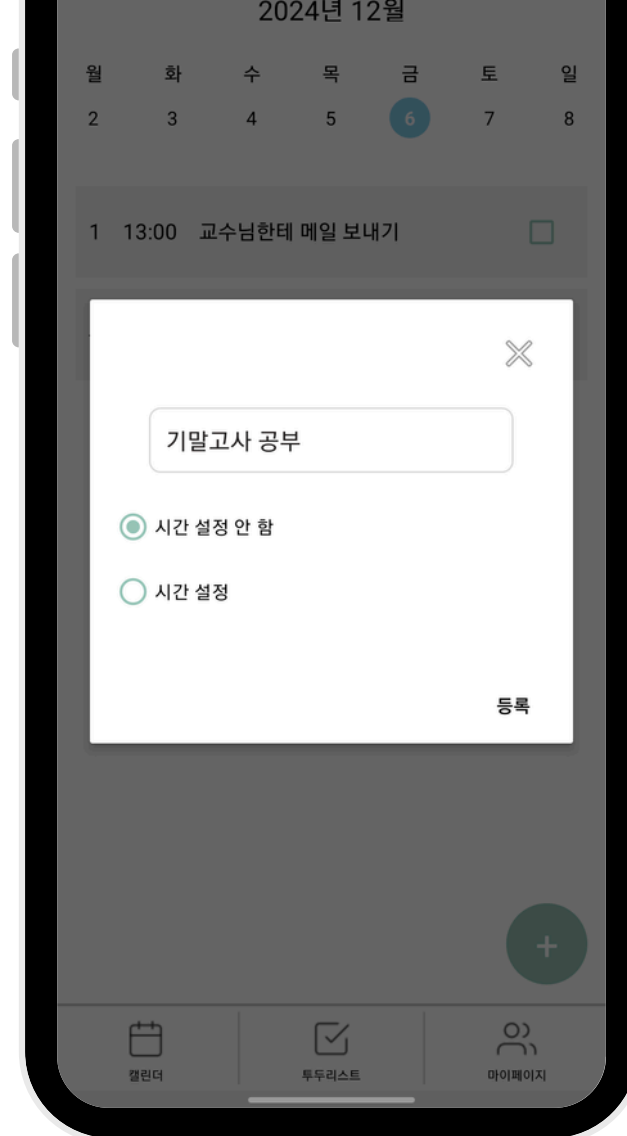 2024년 12월
월 화 수 목 금 토 일
2 3 4 5 6 7 8
1 13:00 교수님한테 메일 보내기
기말고사 공부
시간 설정 안 함
시간 설정
등록
+
캘린더 투두리스트 마이페이지